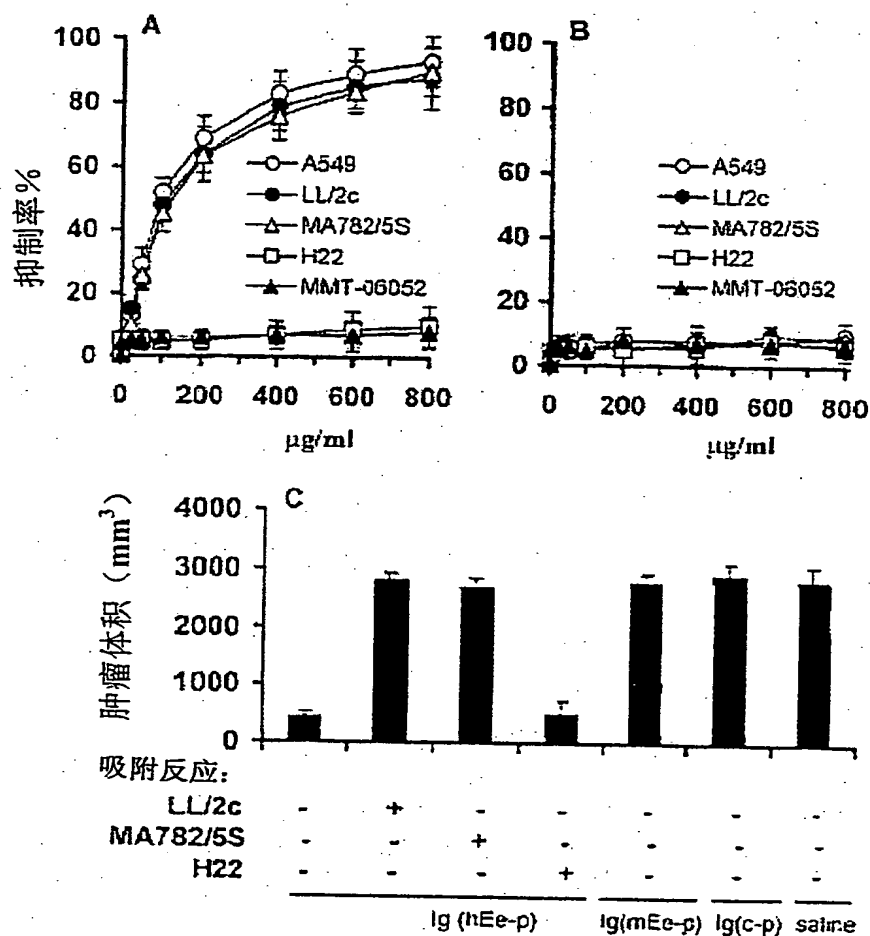 A
B
抑制率%
100
80
60
40
20
0
A549
LL/2c
MA782/5S
H22
MMT-06052
0 200 400 600 800
μg/ml
100
80
60
40
20
0
A549
LL/2c
MA782/5S
H22
MMT-06052
0 200 400 600 800
μg/ml
C
肿瘤体积（mm³）
4000
3000
2000
1000
0
吸附反应:
LL/2c - + - - - - -
MA782/5S - - + - - - -
H22 - - - + - - -
Ig (hEe-p) Ig(mEe-p) Ig(c-p) saline